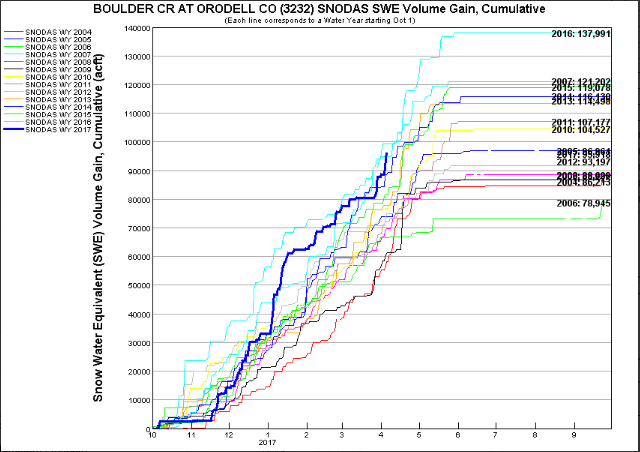 BOULDER CR AT ORODELL CO (3232) SNODAS SWE Volume Gain, Cumulative
(Each line corresponds to a Water Year starting Oct 1)
SNODAS WY 2004
SNODAS WY 2005
SNODAS WY 2006
SNODAS WY 2007
SNODAS WY 2008
SNODAS WY 2009
SNODAS WY 2010
SNODAS WY 2011
SNODAS WY 2012
SNODAS WY 2013
SNODAS WY 2014
SNODAS WY 2015
SNODAS WY 2016
SNODAS WY 2017
Snow Water Equivalent (SWE) Volume Gain, Cumulative (acft)
140000
130000
120000
110000
100000
90000
80000
70000
60000
50000
40000
30000
20000
10000
0
10 11 12 1 2 3 4 5 6 7 8 9
2017
2016: 137,991
2007: 121,202
2015: 119,078
2014: 116,130
2013: 114,498
2011: 107,177
2010: 104,527
2012: 93,197
2004: 86,213
2006: 78,945